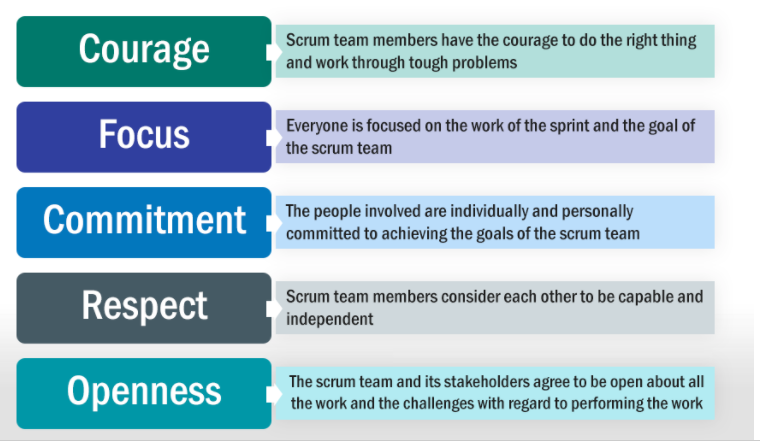 Courage
Scrum team members have the courage to do the right thing
and work through tough problems
Focus
Everyone is focused on the work of the sprint and the goal of
the scrum team
Commitment
The people involved are individually and personally
committed to achieving the goals of the scrum team
Respect
Scrum team members consider each other to be capable and
independent
Openness
The scrum team and its stakeholders agree to be open about all
the work and the challenges with regard to performing the work